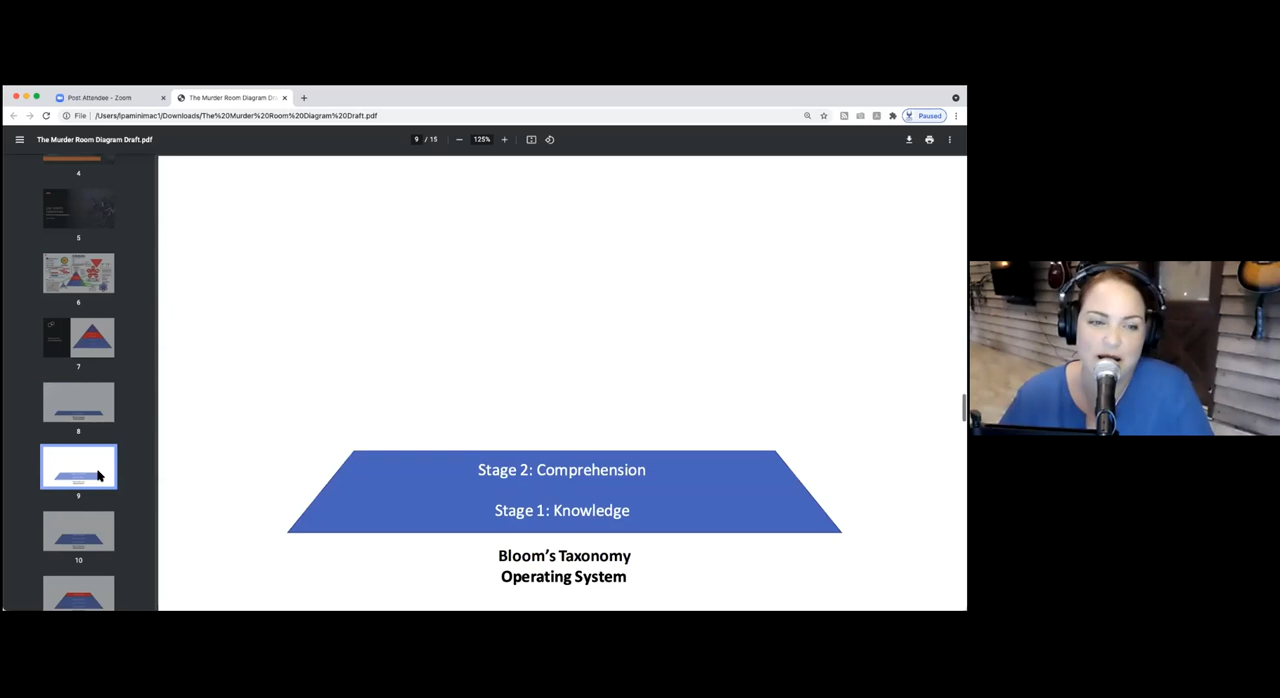 Post Attendee - Zoom
The Murder Room Diagram Dr
File
/Users/ipaminimac1/Downloads/The%20Murder%20Room%20Diagram%20Draft.pdf
Paused
The Murder Room Diagram Draft.pdf
9 / 15
125%
4
5
6
7
8
9
10
Stage 2: Comprehension
Stage 1: Knowledge
Bloom's Taxonomy
Operating System